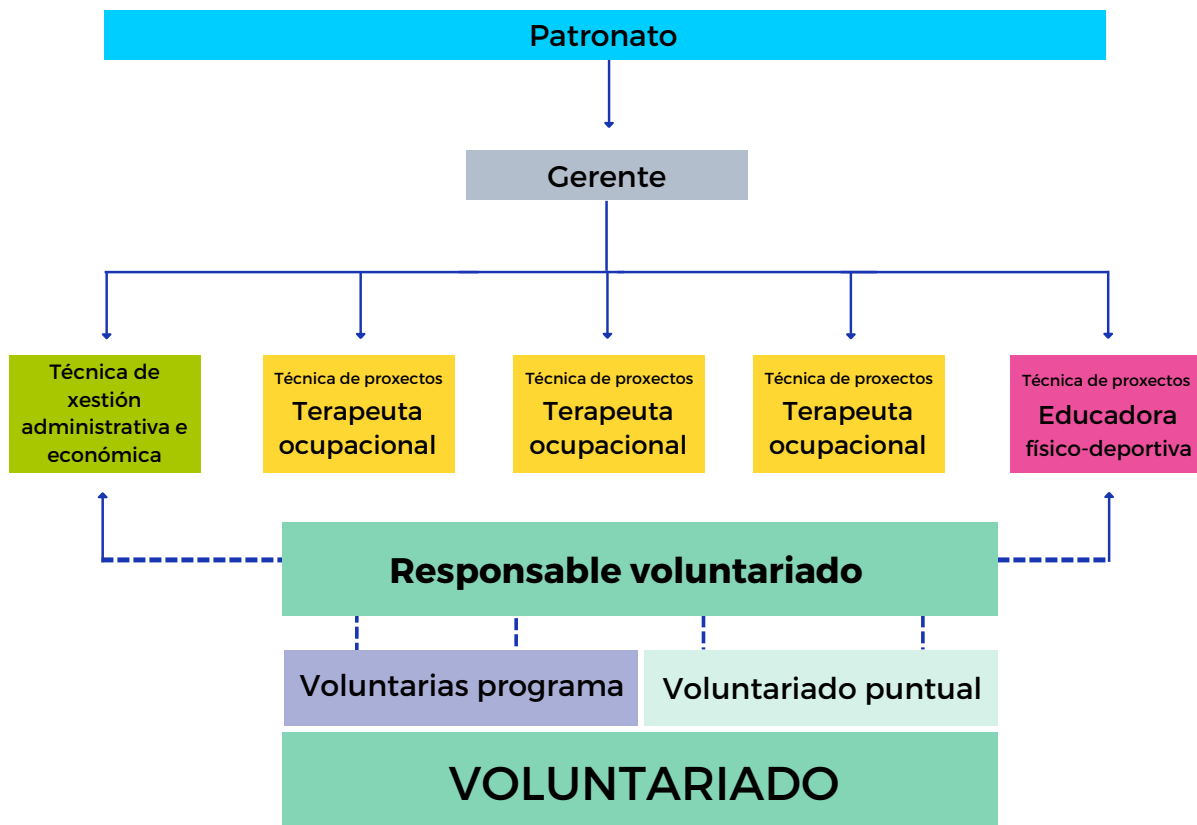 Patronato
Gerente
Técnica de
xestión
administrativa e
económica
Técnica de proxectos
Terapeuta
ocupacional
Técnica de proxectos
Terapeuta
ocupacional
Técnica de proxectos
Terapeuta
ocupacional
Técnica de proxectos
Educadora
físico-deportiva
Responsable voluntariado
Voluntarias programa
Voluntariado puntual
VOLUNTARIADO